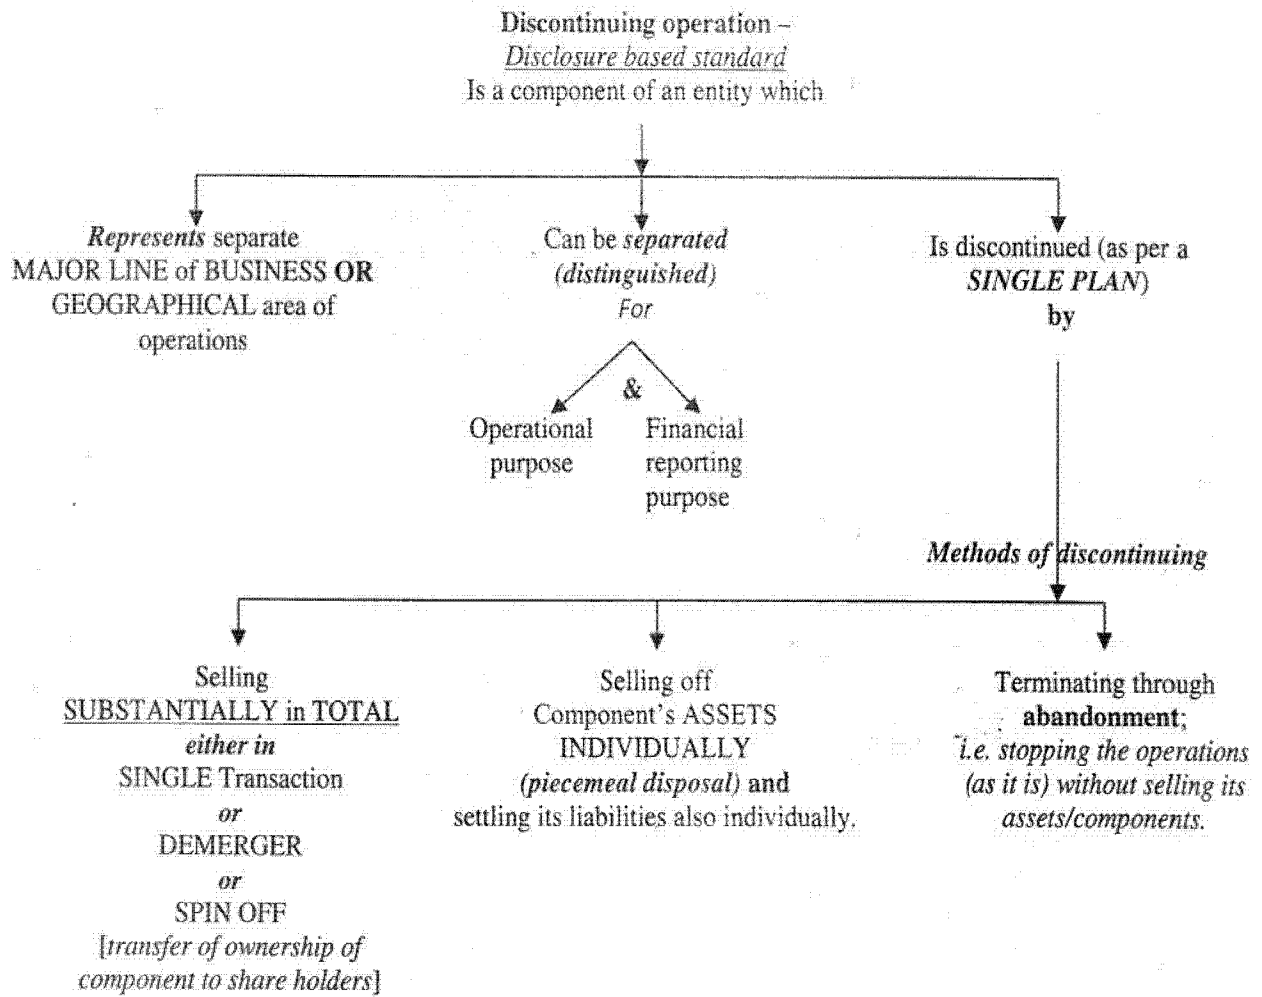 Discontinuing operation –
Disclosure based standard
Is a component of an entity which
Represents separate
MAJOR LINE of BUSINESS OR
GEOGRAPHICAL area of
operations
Can be separated
(distinguished)
For
&
Operational
purpose
Financial
reporting
purpose
Is discontinued (as per a
SINGLE PLAN)
by
Methods of discontinuing
Selling
SUBSTANTIALLY in TOTAL
either in
SINGLE Transaction
or
DEMERGER
or
SPIN OFF
[transfer of ownership of
component to share holders]
Selling off
Component's ASSETS
INDIVIDUALLY
(piecemeal disposal) and
settling its liabilities also individually.
Terminating through
abandonment;
i.e. stopping the operations
(as it is) without selling its
assets/components.